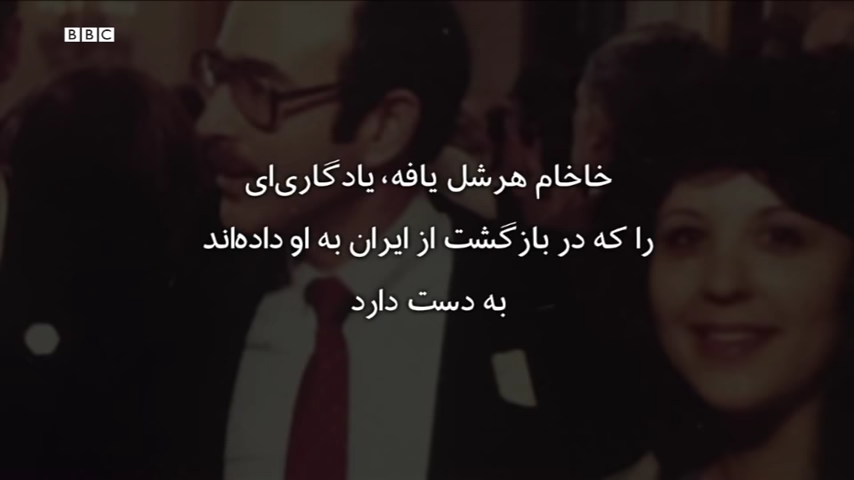 BBC
خاخام هرشل یافه، یادگاری‌ای
را که در بازگشت از ایران به او داده‌اند
به دست دارد